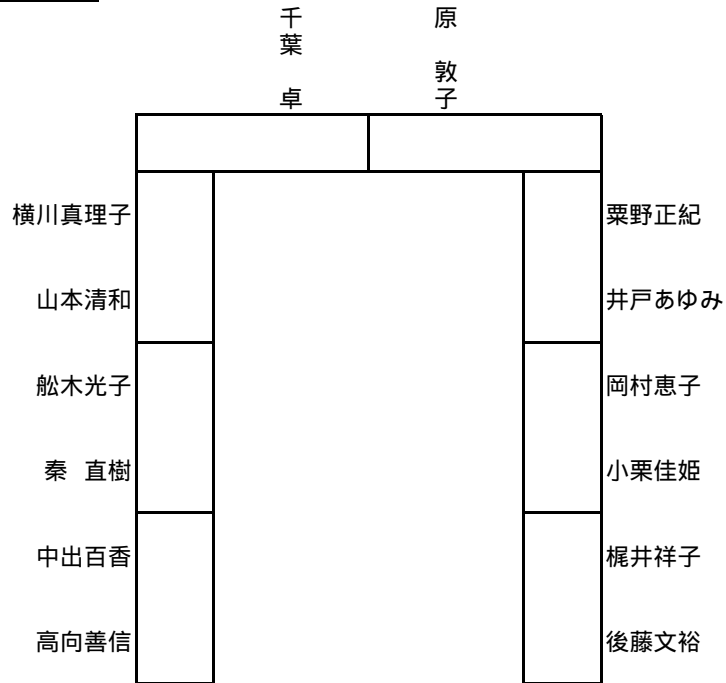 千葉 卓
原 敦子
横川真理子
山本清和
舩木光子
秦 直樹
中出百香
高向善信
粟野正紀
井戸あゆみ
岡村恵子
小栗佳姫
梶井祥子
後藤文裕